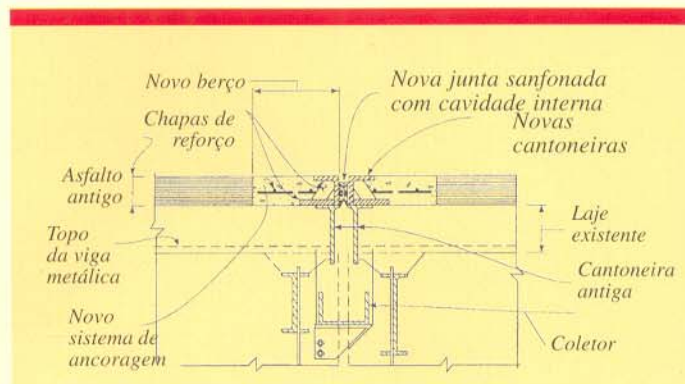 Novo berço
Nova junta sanfonada
com cavidade interna
Chapas de
reforço
Novas
cantoneiras
Asfalto
antigo
Laje
existente
Topo
da viga
metálica
Cantoneira
antiga
Novo
sistema de
ancoragem
Coletor